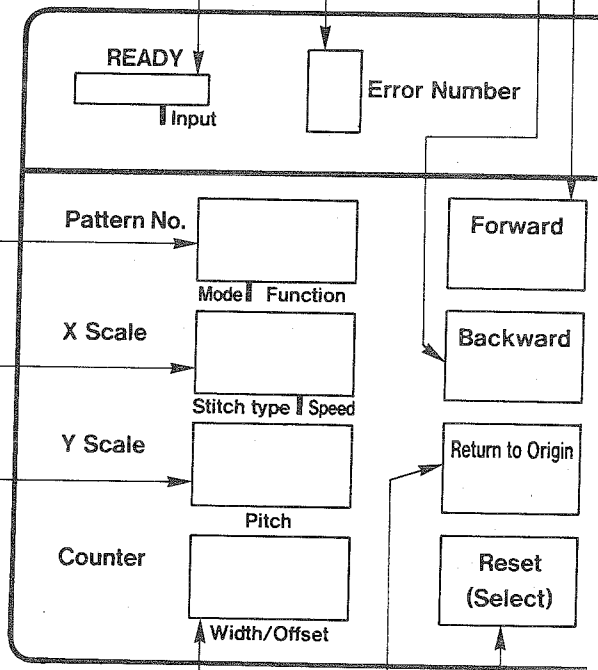 READY
Input
Error Number
Pattern No.
Mode Function
Forward
X Scale
Stitch type Speed
Backward
Y Scale
Pitch
Return to Origin
Counter
Width/Offset
Reset
(Select)